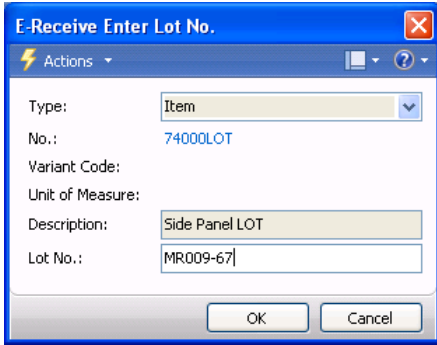 E-Receive Enter Lot No.
Actions
Type: Item
No.: 74000LOT
Variant Code:
Unit of Measure:
Description: Side Panel LOT
Lot No.: MR009-67
OK Cancel